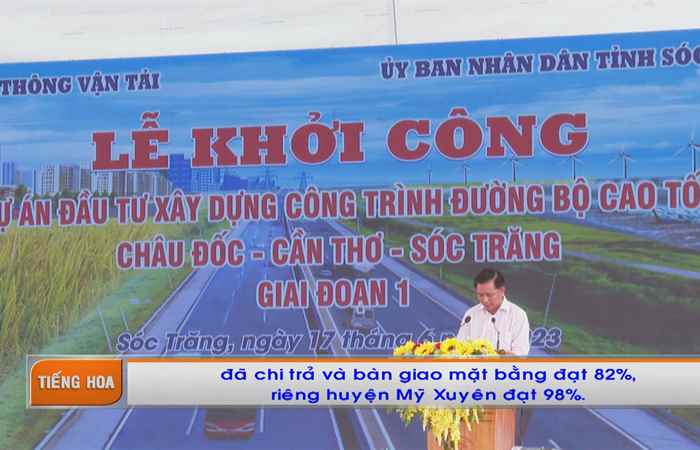 THÔNG VẬN TẢI
ỦY BAN NHÂN DÂN TỈNH SÓC
LỄ KHỞI CÔNG
Ự ÁN ĐẦU TƯ XÂY DỰNG CÔNG TRÌNH ĐƯỜNG BỘ CAO TỐ
CHÂU ĐỐC - CẦN THƠ - SÓC TRĂNG
GIAI ĐOẠN 1
Sóc Trăng, ngày 17 tháng 6 23
TIẾNG HOA
đã chi trả và bàn giao mặt bằng đạt 82%,
riêng huyện Mỹ Xuyên đạt 98%.